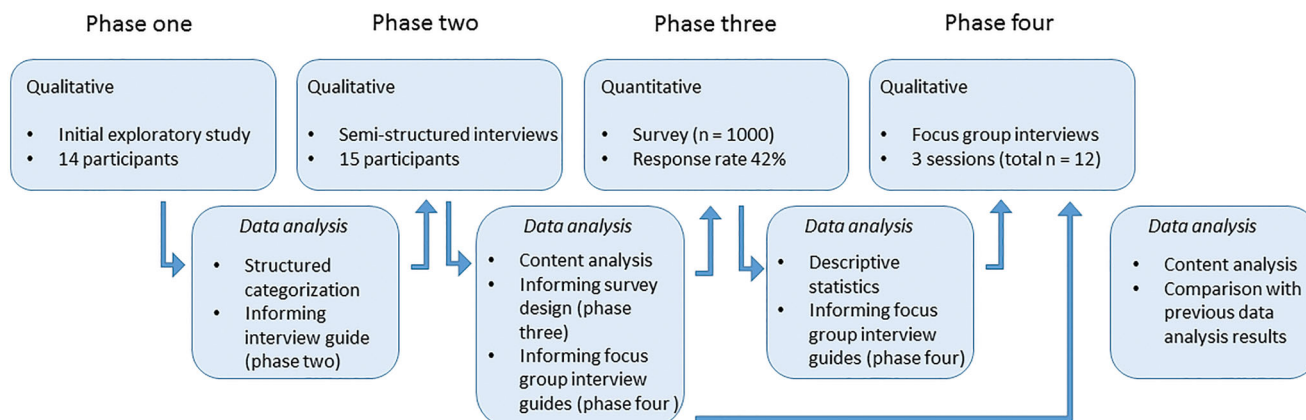 Phase one
Phase two
Phase three
Phase four
Qualitative
• Initial exploratory study
• 14 participants
Qualitative
• Semi-structured interviews
• 15 participants
Quantitative
• Survey (n = 1000)
• Response rate 42%
Qualitative
• Focus group interviews
• 3 sessions (total n = 12)
Data analysis
• Structured
categorization
• Informing
interview guide
(phase two)
Data analysis
• Content analysis
• Informing survey
design (phase
three)
• Informing focus
group interview
guides (phase four )
Data analysis
• Descriptive
statistics
• Informing focus
group interview
guides (phase four)
Data analysis
• Content analysis
• Comparison with
previous data
analysis results